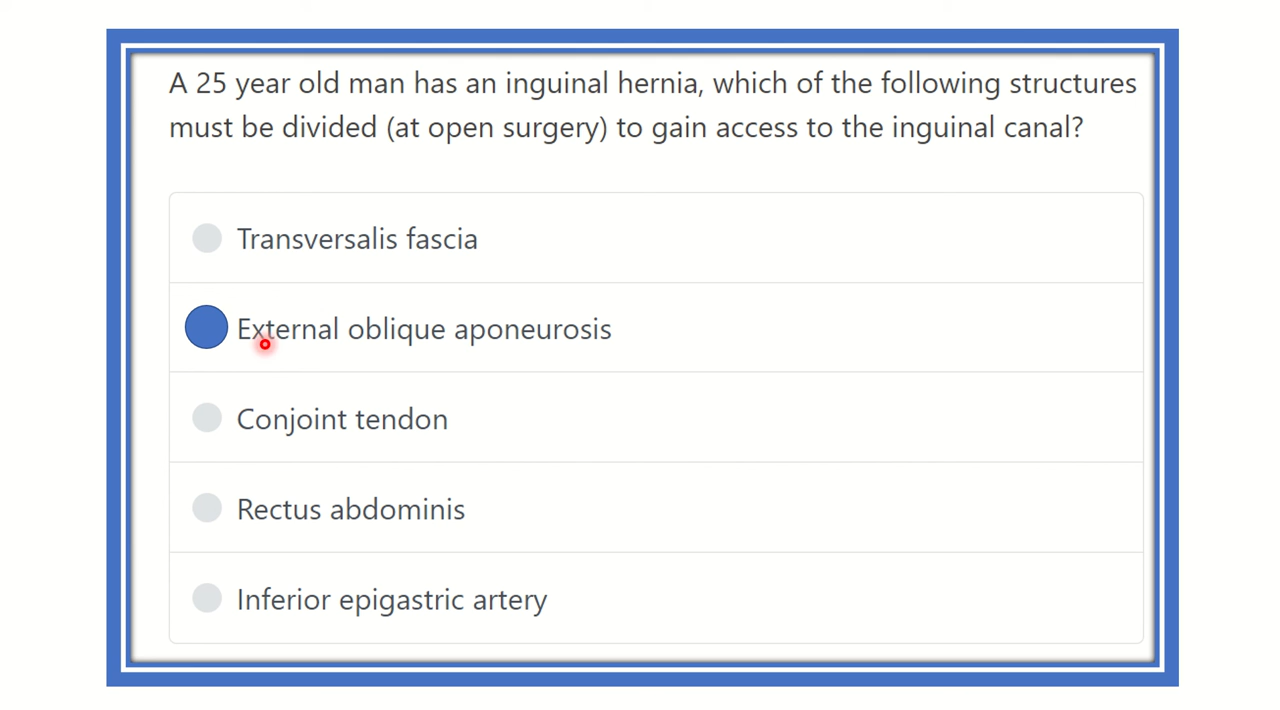 A 25 year old man has an inguinal hernia, which of the following structures
must be divided (at open surgery) to gain access to the inguinal canal?
Transversalis fascia
External oblique aponeurosis
Conjoint tendon
Rectus abdominis
Inferior epigastric artery